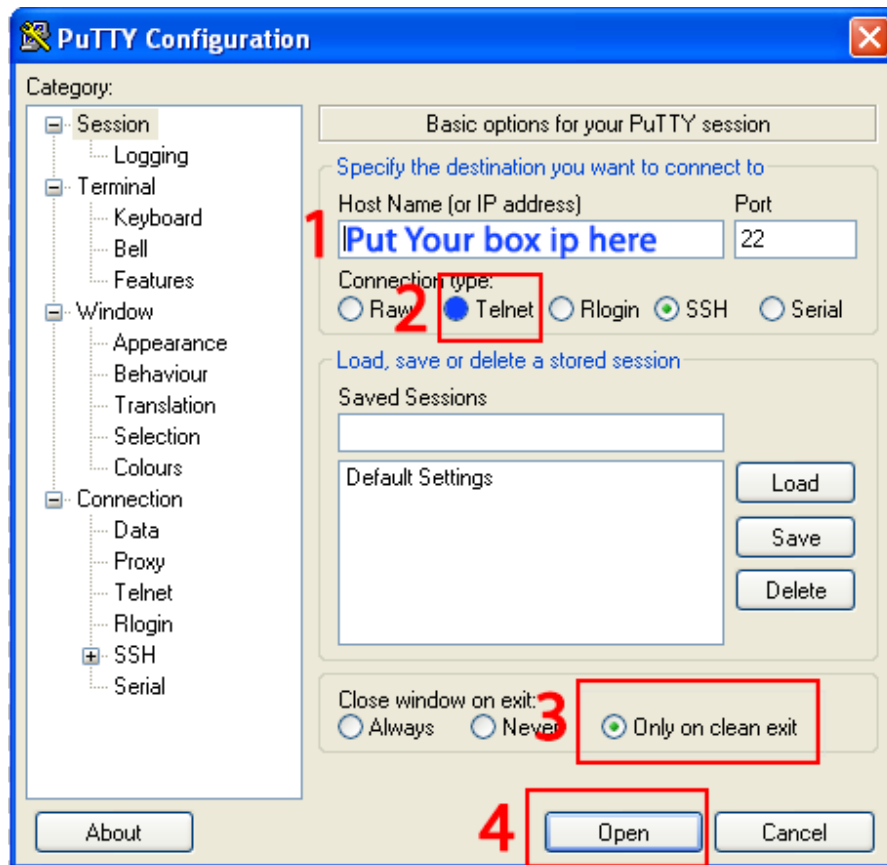 PuTTY Configuration
Category:
Session
Logging
Terminal
Keyboard
Bell
Features
Window
Appearance
Behaviour
Translation
Selection
Colours
Connection
Data
Proxy
Telnet
Rlogin
SSH
Serial
Basic options for your PuTTY session
Specify the destination you want to connect to
Host Name (or IP address) Port
1 Put Your box ip here 22
Connection type:
Raw 2 Telnet Rlogin SSH Serial
Load, save or delete a stored session
Saved Sessions
Default Settings
Load
Save
Delete
Close window on exit:
Always Never 3 Only on clean exit
About 4 Open Cancel